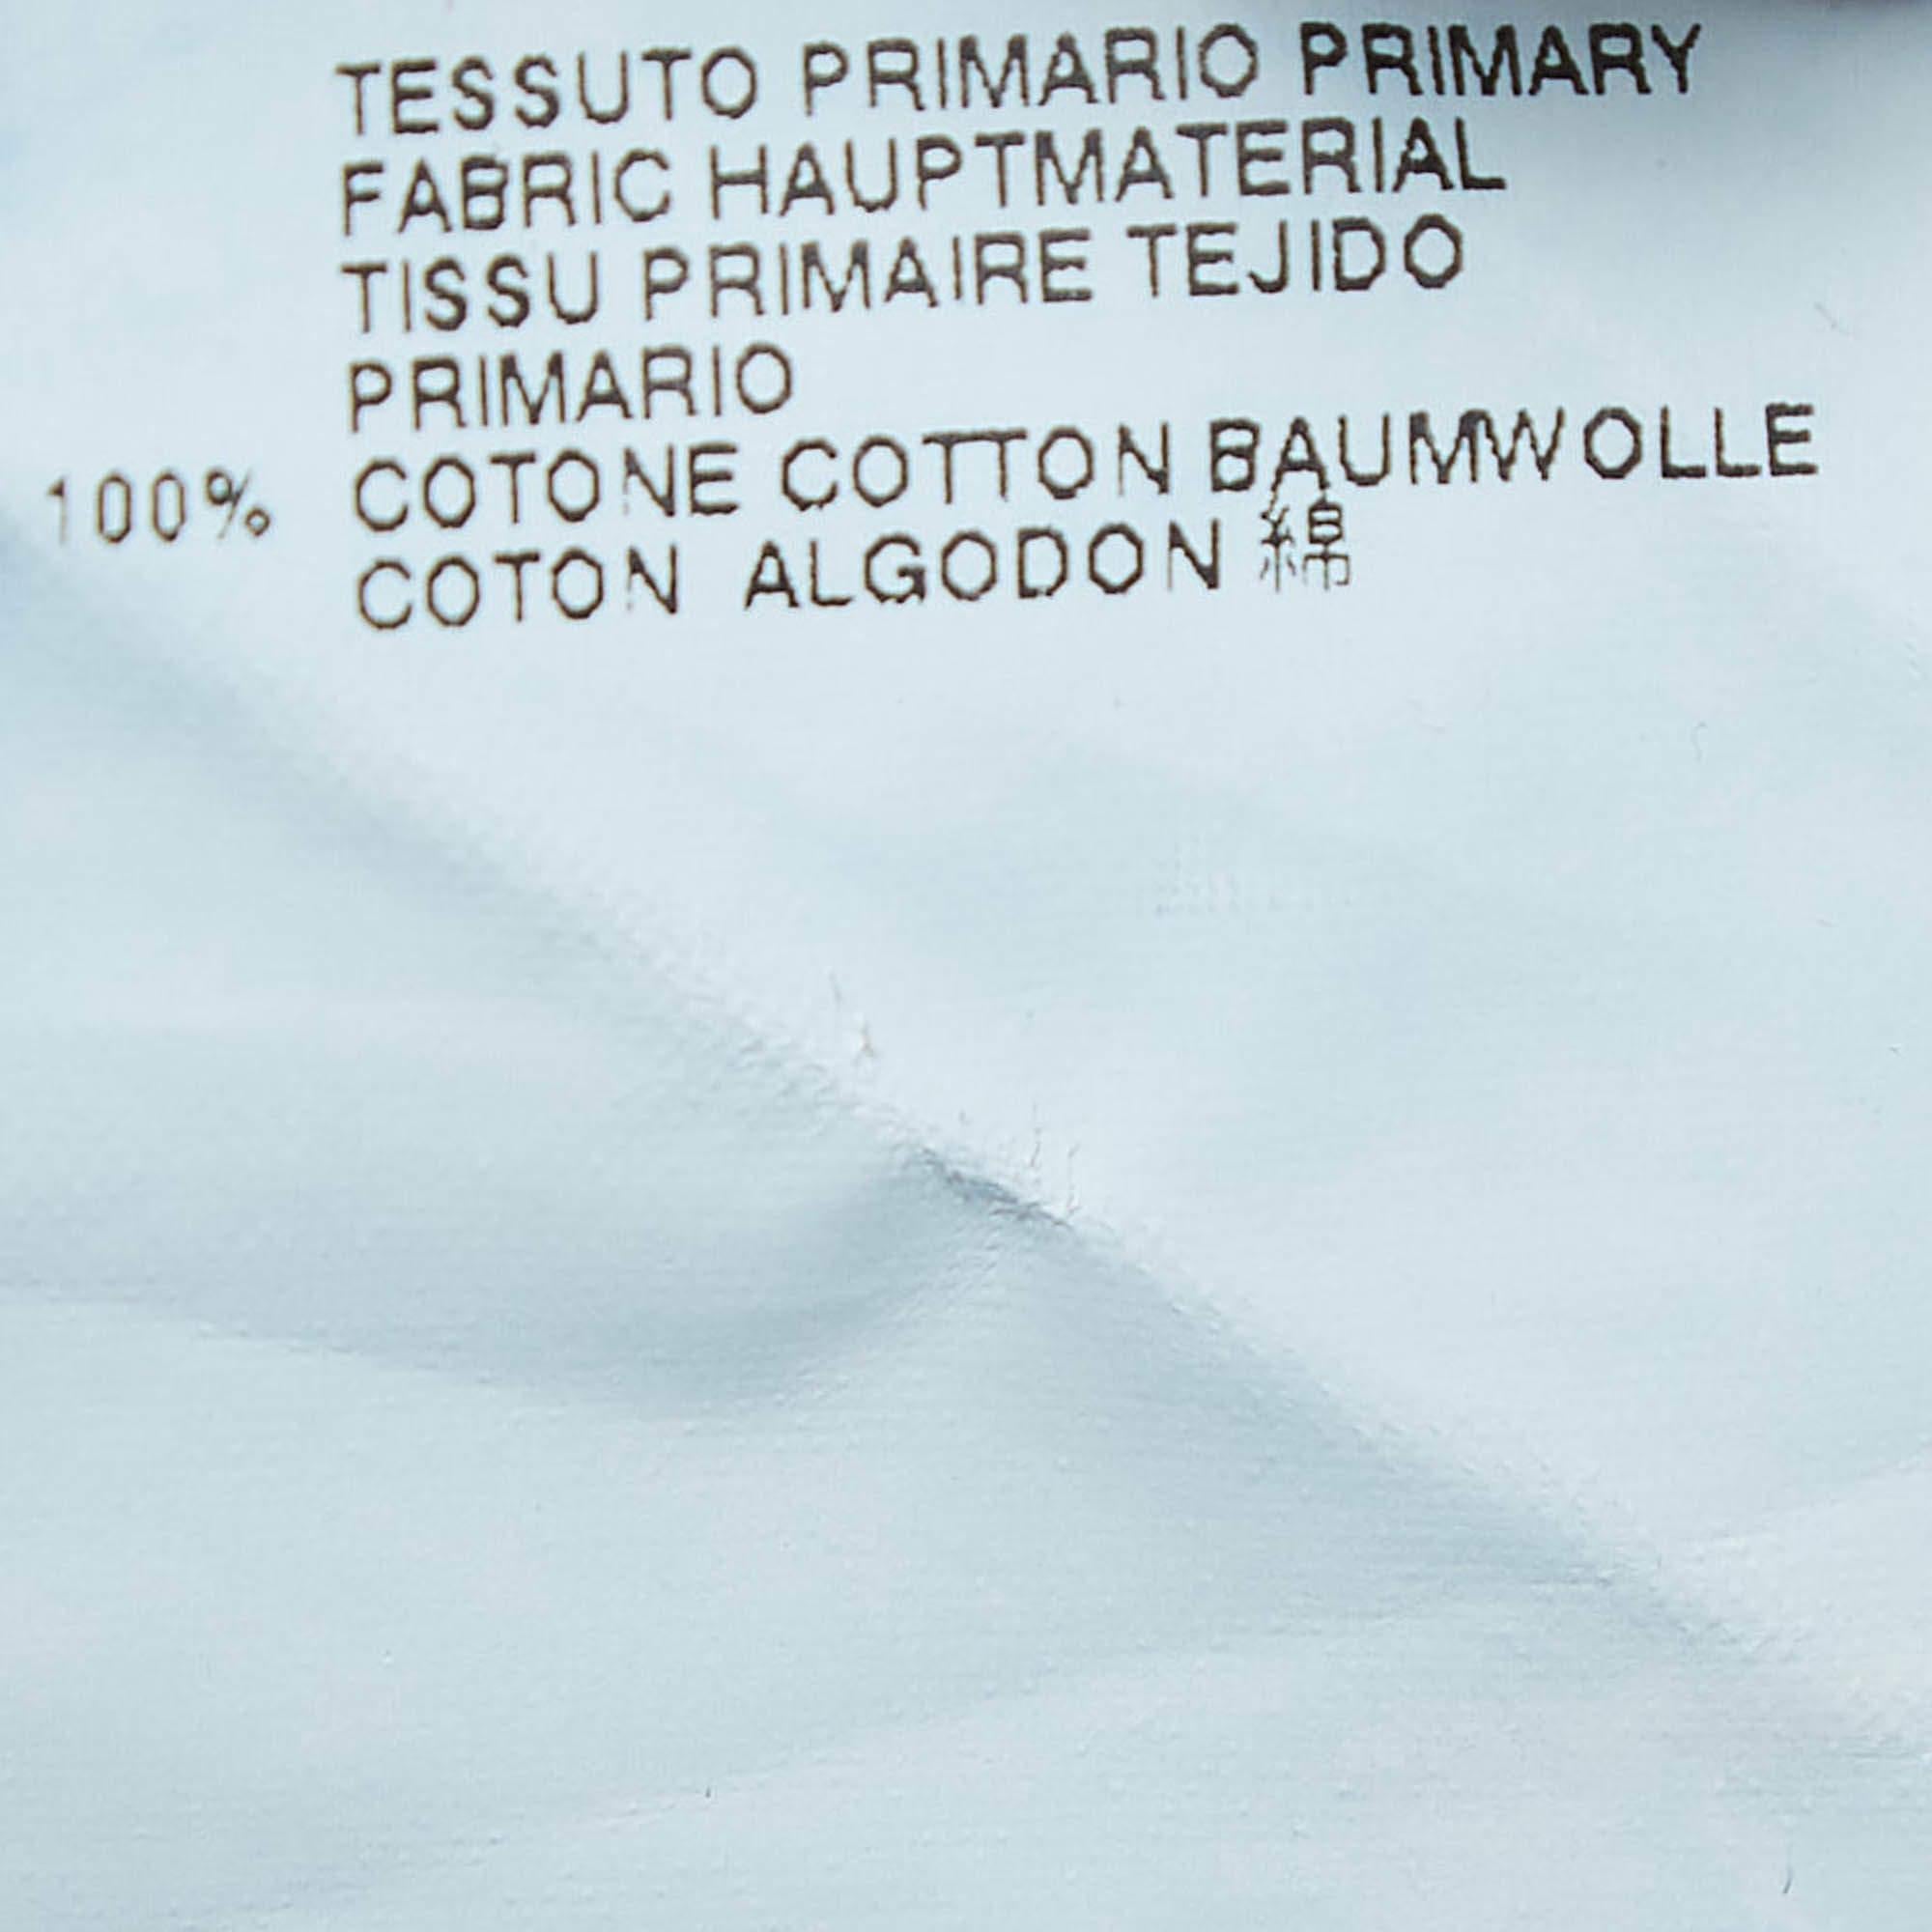 TESSUTO PRIMARIO PRIMARY
FABRIC HAUPTMATERIAL
TISSU PRIMAIRE TEJIDO
PRIMARIO
100% COTONE COTTON BAUMWOLLE
COTON ALGODON 綿